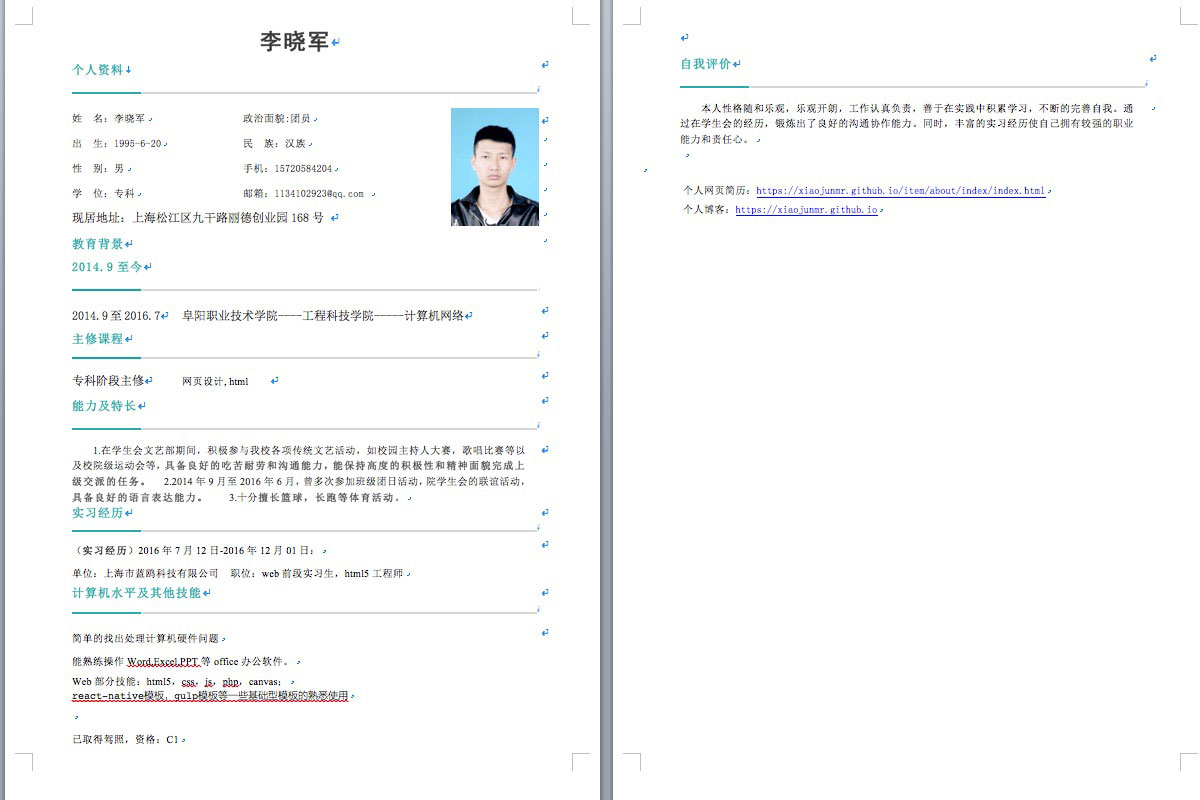 李晓军
个人资料
姓 名：李晓军
政治面貌:团员
出 生：1995-6-20
民 族：汉族
性 别：男
手机：15720584204
学 位：专科
邮箱：1134102923@qq.com
现居地址：上海松江区九干路丽德创业园 168 号
教育背景
2014.9 至今
2014.9 至 2016.7 阜阳职业技术学院----工程科技学院-----计算机网络
主修课程
专科阶段主修 网页设计, html
能力及特长
1.在学生会文艺部期间，积极参与我校各项传统文艺活动，如校园主持人大赛，歌唱比赛等以
及校院级运动会等，具备良好的吃苦耐劳和沟通能力，能保持高度的积极性和精神面貌完成上
级交派的任务。 2.2014 年 9 月至 2016 年 6 月，曾多次参加班级团日活动，院学生会的联谊活动，
具备良好的语言表达能力。 3.十分擅长篮球，长跑等体育活动。
实习经历
（实习经历）2016 年 7 月 12 日-2016 年 12 月 01 日：
单位：上海市蓝鸥科技有限公司 职位：web 前段实习生，html5 工程师
计算机水平及其他技能
简单的找出处理计算机硬件问题
能熟练操作 Word,Excel,PPT 等 office 办公软件。
Web 部分技能：html5，css，js，php，canvas；
react-native模板，gulp模板等一些基础型模板的熟悉使用
已取得驾照，资格：C1
自我评价
本人性格随和乐观，乐观开朗，工作认真负责，善于在实践中积累学习，不断的完善自我。通
过在学生会的经历，锻炼出了良好的沟通协作能力。同时，丰富的实习经历使自己拥有较强的职业
能力和责任心。
个人网页简历：https://xiaojunmr.github.io/item/about/index/index.html
个人博客：https://xiaojunmr.github.io